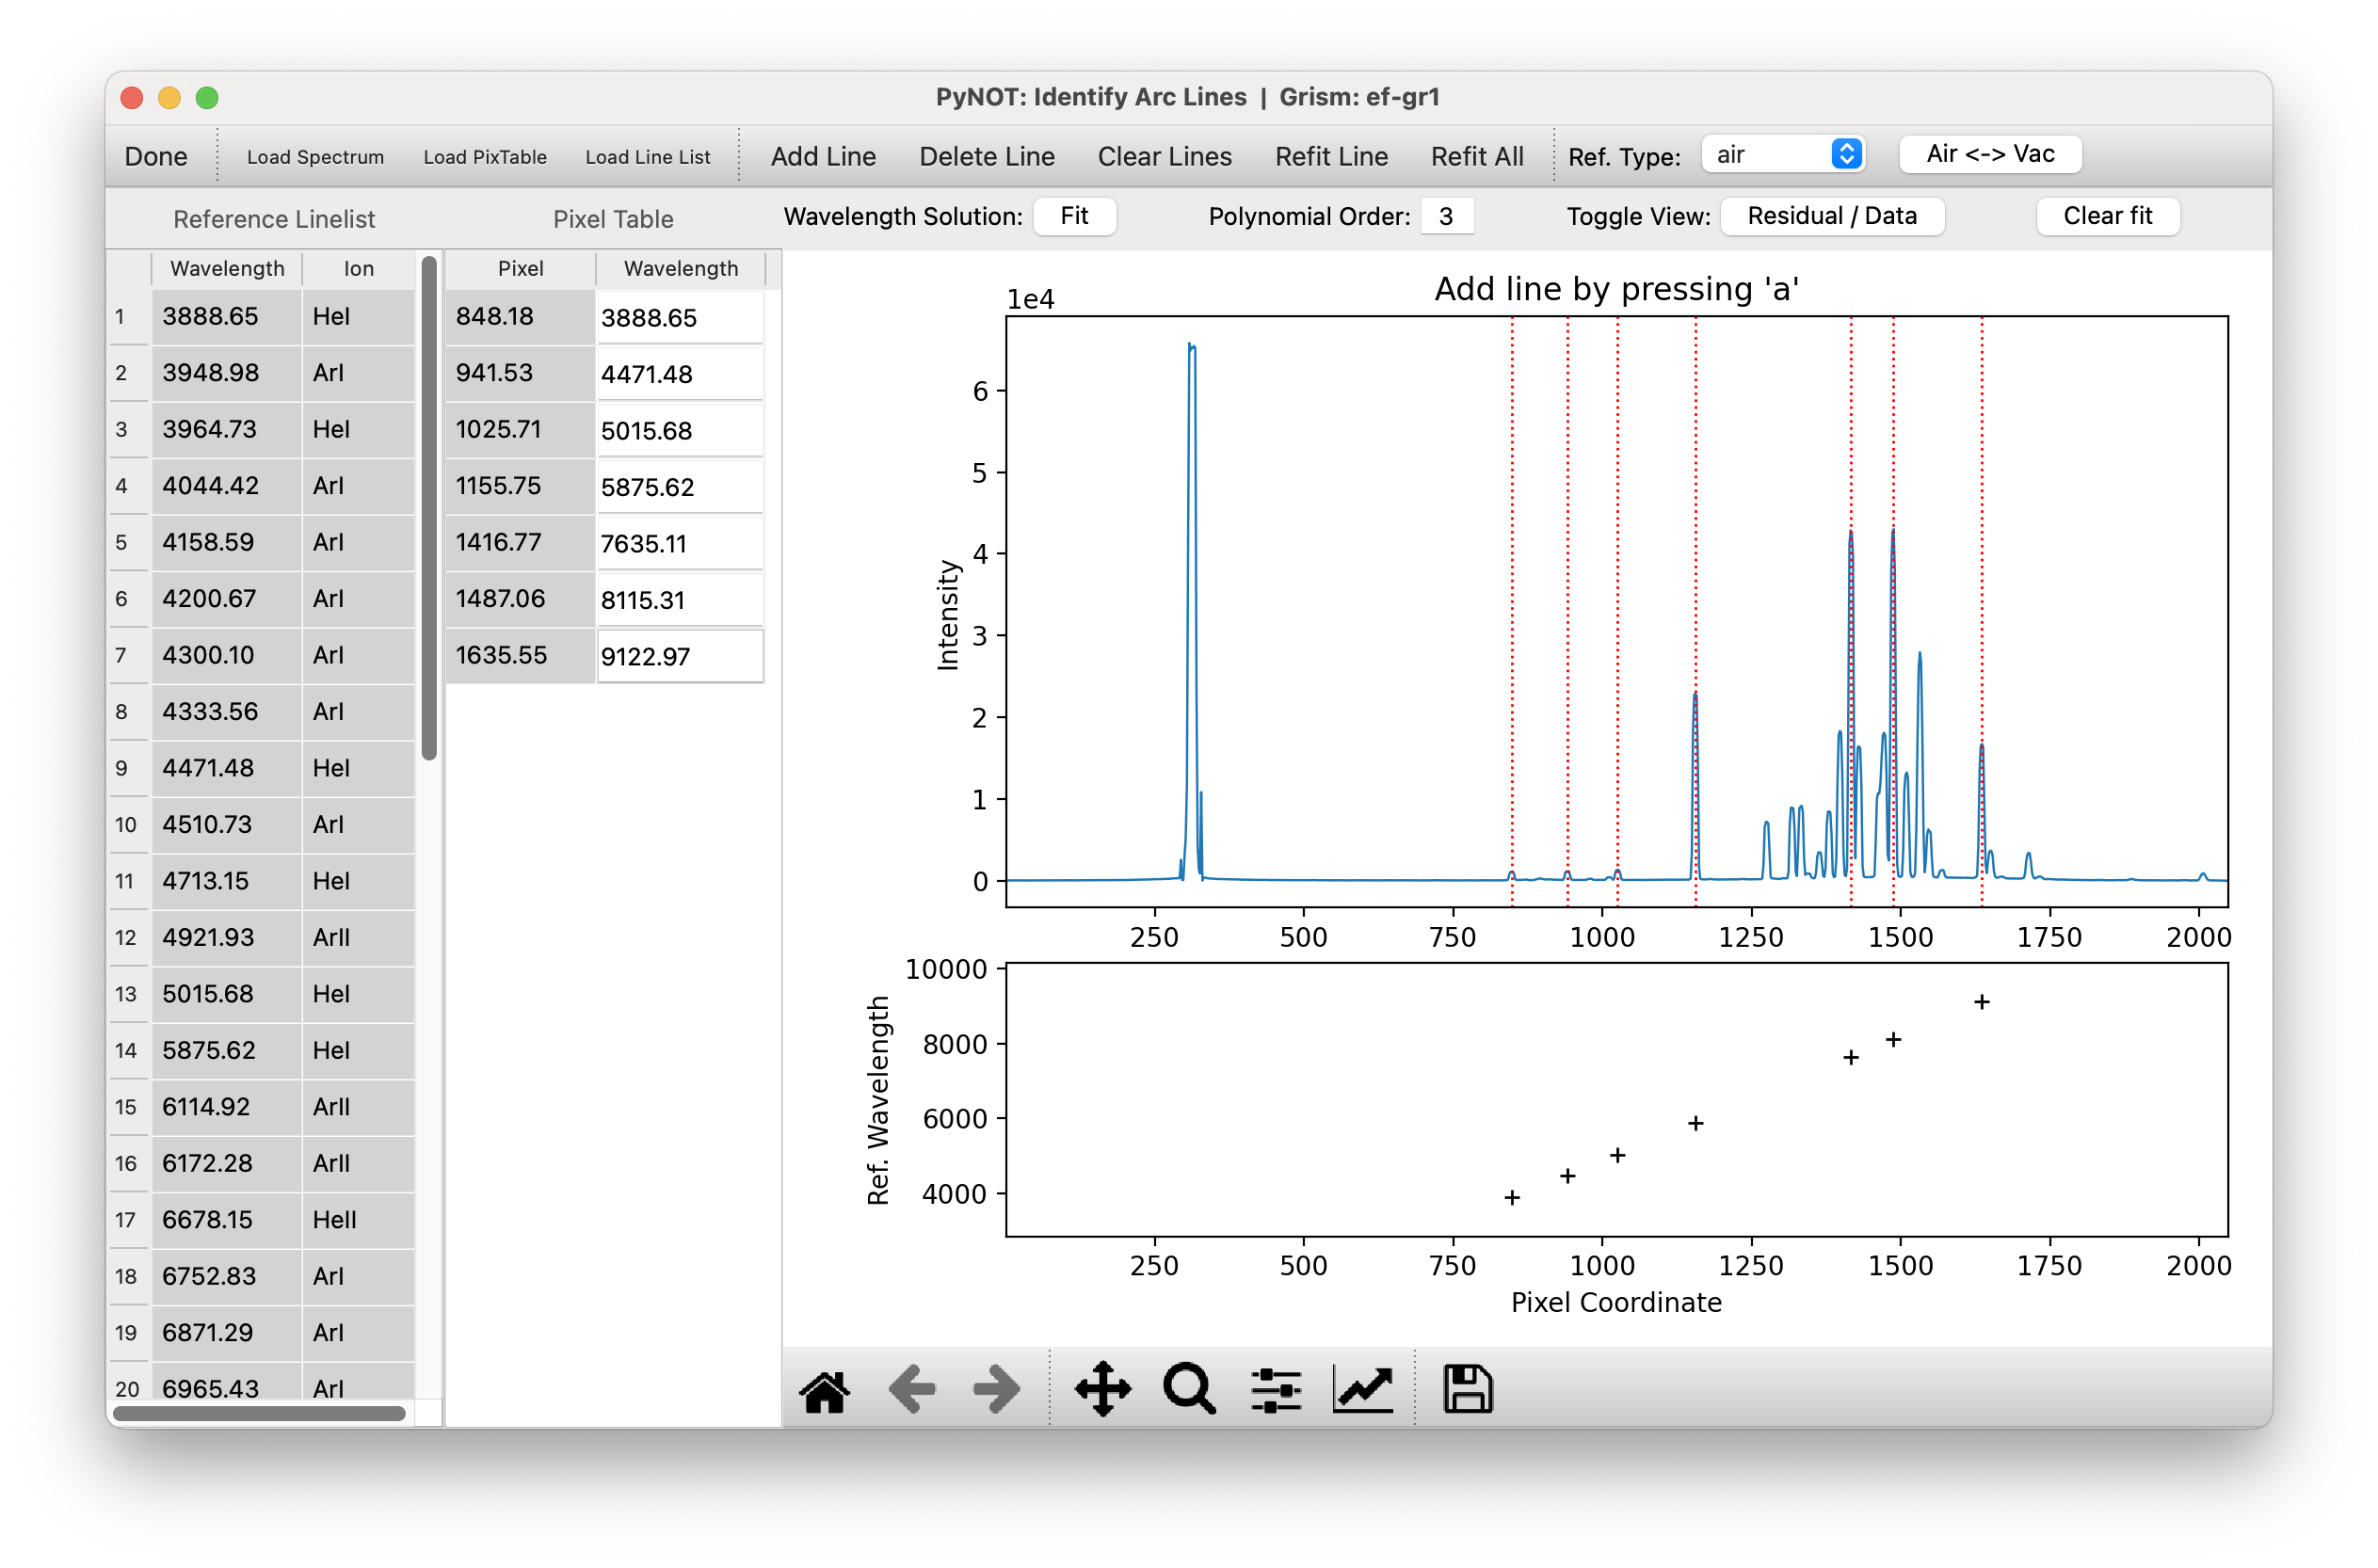 PyNOT: Identify Arc Lines | Grism: ef-gr1
Done Load Spectrum Load PixTable Load Line List Add Line Delete Line Clear Lines Refit Line Refit All Ref. Type: air Air <-> Vac
Reference Linelist Pixel Table Wavelength Solution: Fit Polynomial Order: 3 Toggle View: Residual / Data Clear fit
Wavelength Ion
1 3888.65 HeI
2 3948.98 ArI
3 3964.73 HeI
4 4044.42 ArI
5 4158.59 ArI
6 4200.67 ArI
7 4300.10 ArI
8 4333.56 ArI
9 4471.48 HeI
10 4510.73 ArI
11 4713.15 HeI
12 4921.93 ArII
13 5015.68 HeI
14 5875.62 HeI
15 6114.92 ArII
16 6172.28 ArII
17 6678.15 HeII
18 6752.83 ArI
19 6871.29 ArI
20 6965.43 ArI
Pixel Wavelength
848.18 3888.65
941.53 4471.48
1025.71 5015.68
1155.75 5875.62
1416.77 7635.11
1487.06 8115.31
1635.55 9122.97
Add line by pressing 'a'
1e4
6
5
4
3
2
1
0
Intensity
250 500 750 1000 1250 1500 1750 2000
10000
8000
6000
4000
Ref. Wavelength
250 500 750 1000 1250 1500 1750 2000
Pixel Coordinate